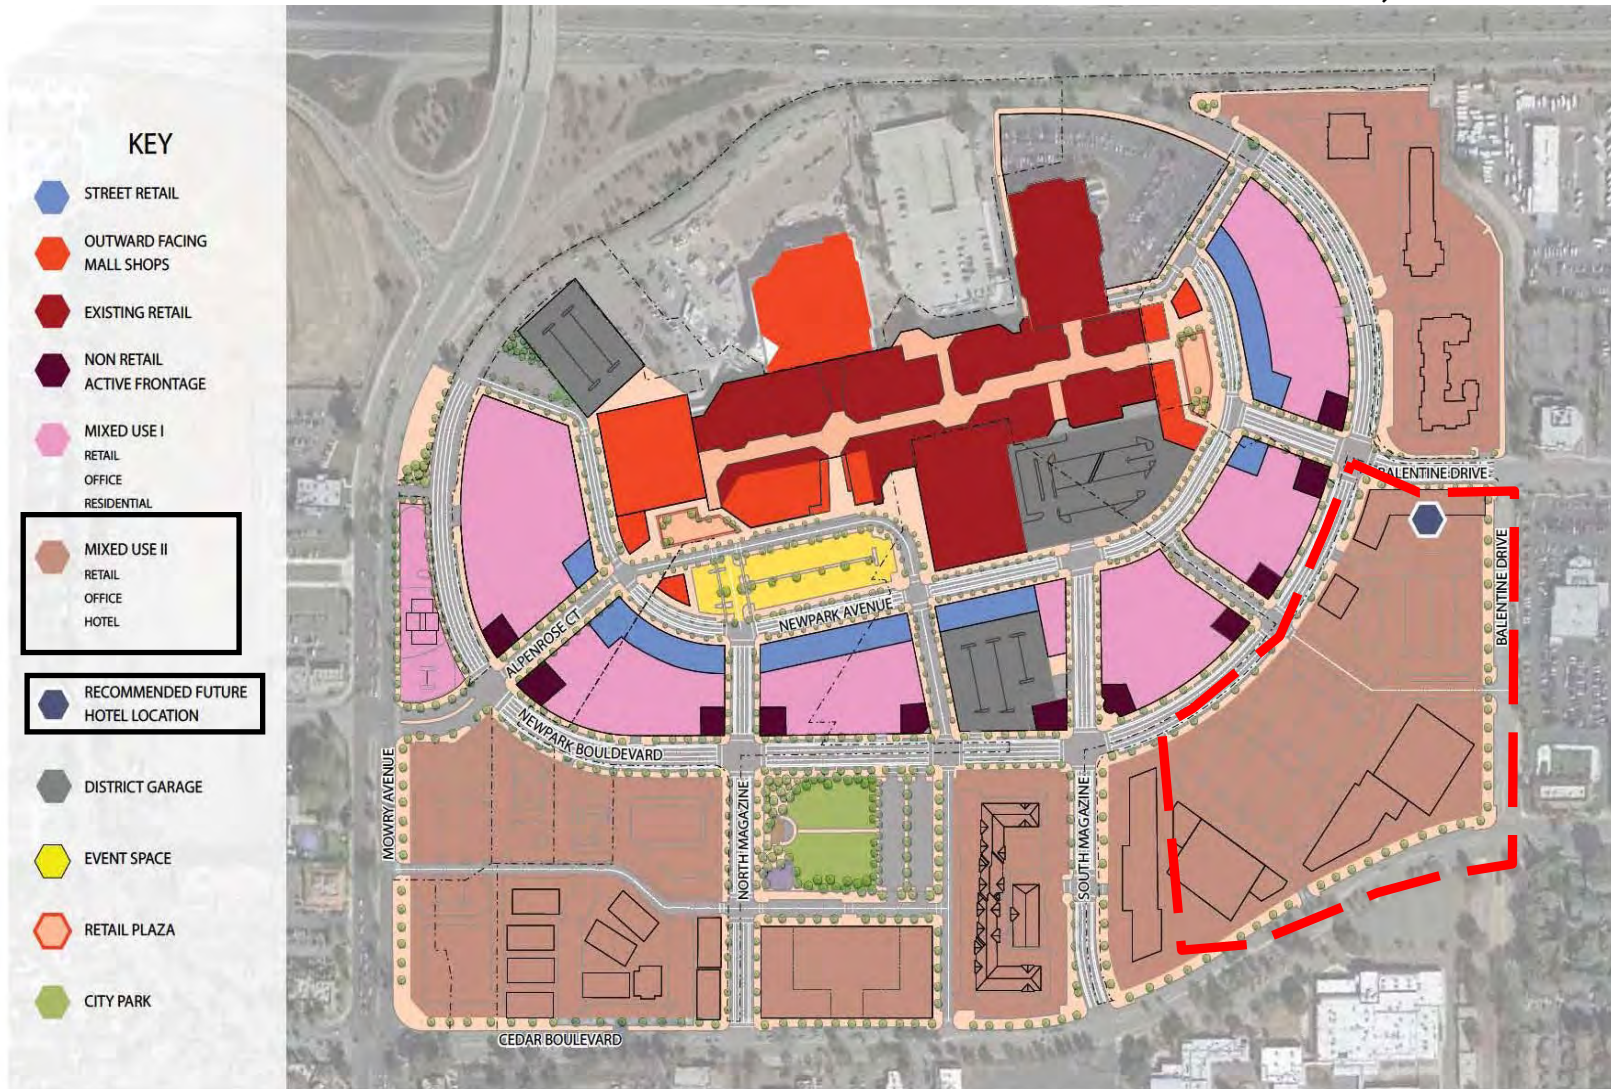 KEY
STREET RETAIL
OUTWARD FACING
MALL SHOPS
EXISTING RETAIL
NON RETAIL
ACTIVE FRONTAGE
MIXED USE I
RETAIL
OFFICE
RESIDENTIAL
MIXED USE II
RETAIL
OFFICE
HOTEL
RECOMMENDED FUTURE
HOTEL LOCATION
DISTRICT GARAGE
EVENT SPACE
RETAIL PLAZA
CITY PARK
BALENTINE DRIVE
BALENTINE DRIVE
NEWPARK AVENUE
ALPENROSE CT
NEWPARK BOULDEVARD
MOWRY AVENUE
NORTH MAGAZINE
SOUTH MAGAZINE
CEDAR BOULEVARD